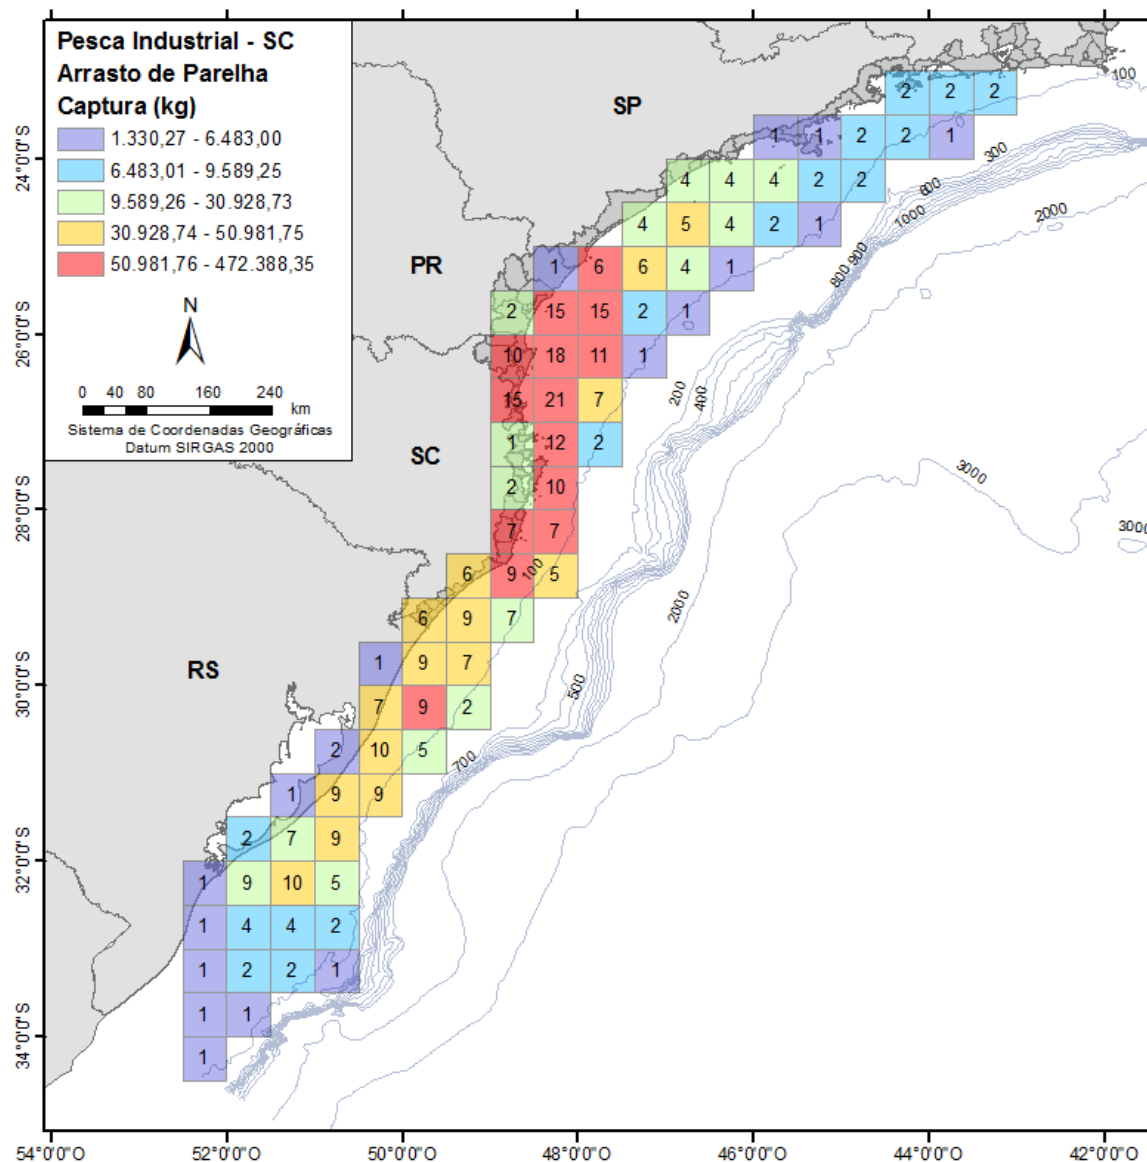 Pesca Industrial - SC
Arrasto de Parelha
Captura (kg)
1.330,27 - 6.483,00
6.483,01 - 9.589,25
9.589,26 - 30.928,73
30.928,74 - 50.981,75
50.981,76 - 472.388,35
N
0 40 80 160 240
km
Sistema de Coordenadas Geográficas
Datum SIRGAS 2000
SP
PR
SC
RS
100
2 2 2
1 1 2 2 1
300
4 4 4 2 2
600
1000
2000
4 5 4 2 1
800 900
1 6 6 4 1
2 15 15 2 1
10 18 11 1
200
400
15 21 7
1 12 2
3000
2 10
7 7
3000
6 9 5
100
6 9 7
2000
1 9 7
500
7 9 2
2 10 5
700
1 9 9
2 7 9
1 9 10 5
1 4 4 2
1 2 2 1
1 1
1
24°0'0"S
26°0'0"S
28°0'0"S
30°0'0"S
32°0'0"S
34°0'0"S
54°0'0"O 52°0'0"O 50°0'0"O 48°0'0"O 46°0'0"O 44°0'0"O 42°0'0"O